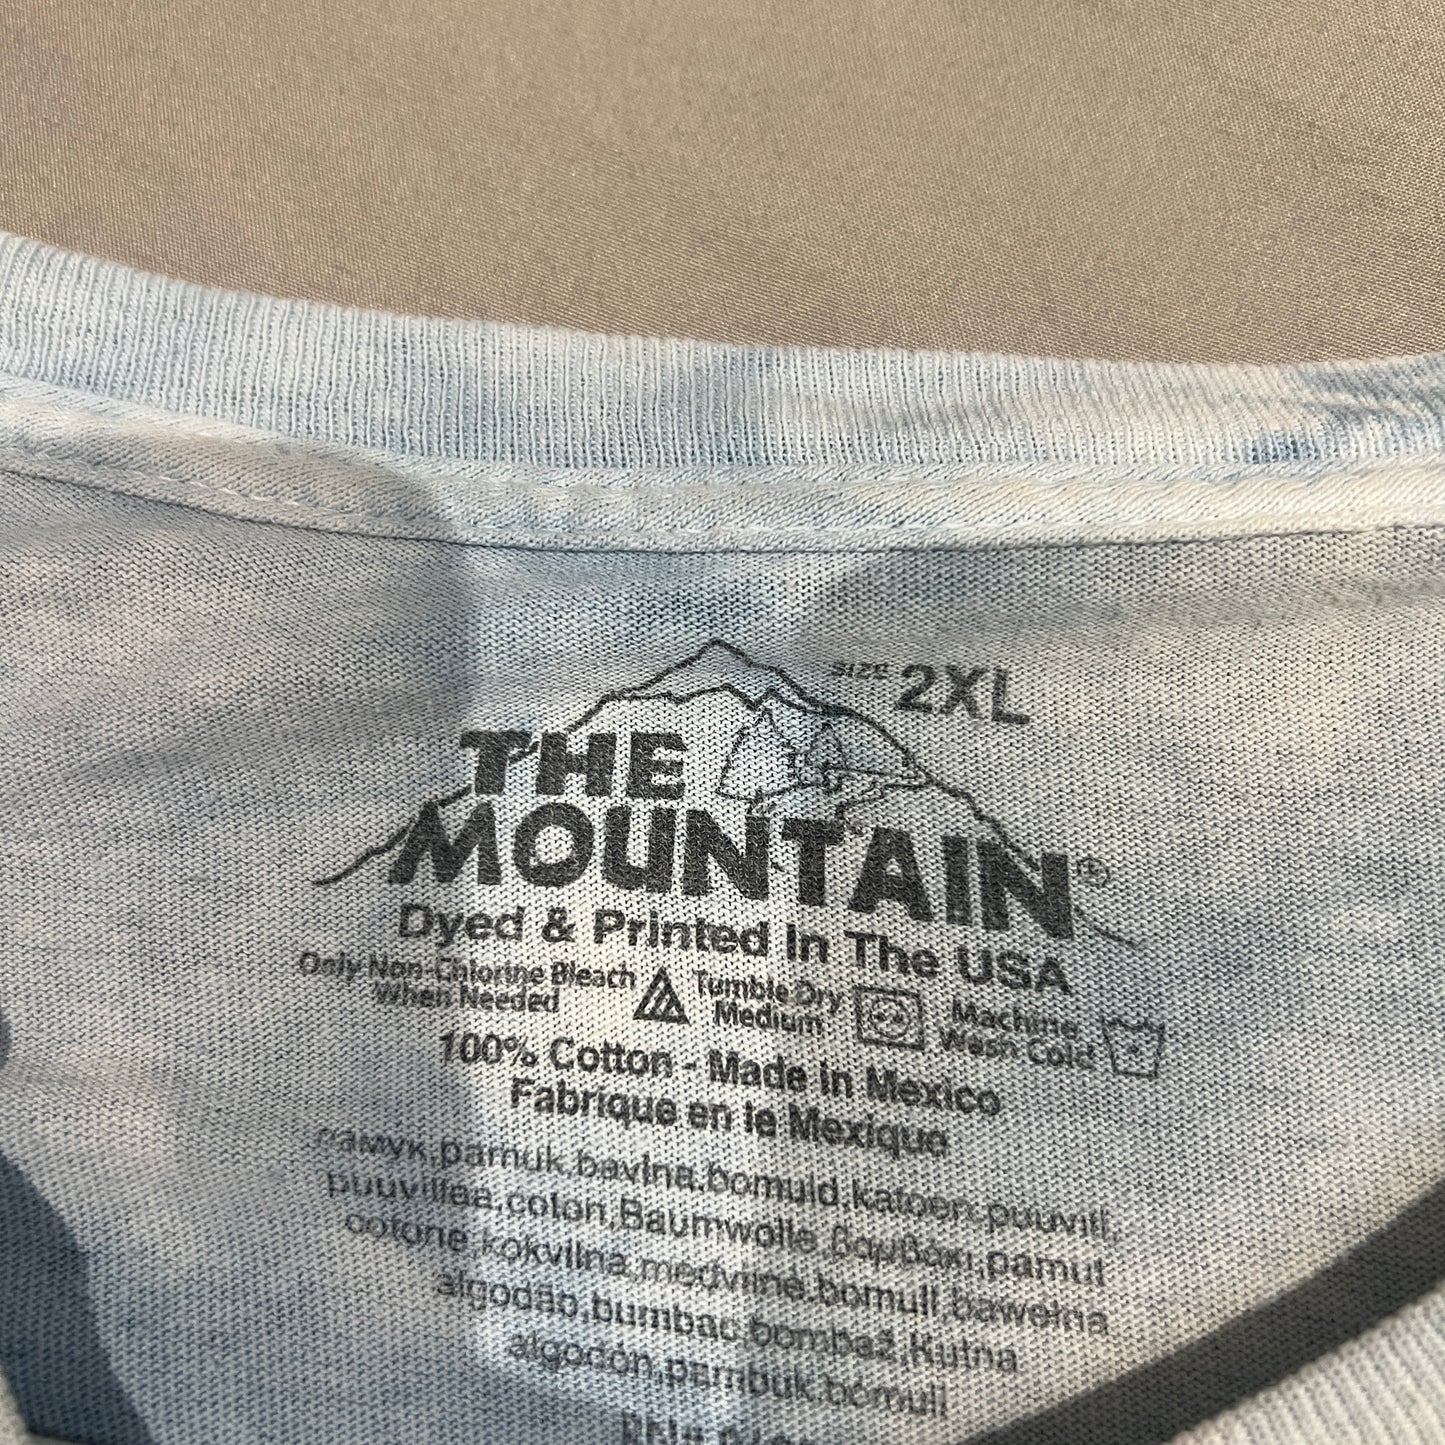 SIZE 2XL
THE
MOUNTAIN®
Dyed & Printed In The USA
Only Non-Chlorine Bleach
When Needed
Tumble Dry
Medium
Machine
Wash Cold
100% Cotton - Made in Mexico
Fabrique en le Mexique
памук,pamuk,bavlna,bomuld,katoen,puuvill,
puuvillaa,coton,Baumwolle,βαμβάκι,pamut
cotone,kokvilna,medvilnė,bomull,bawełna
algodão,bumbac,bombaž,Kutna
algodón,pambuk,bomull